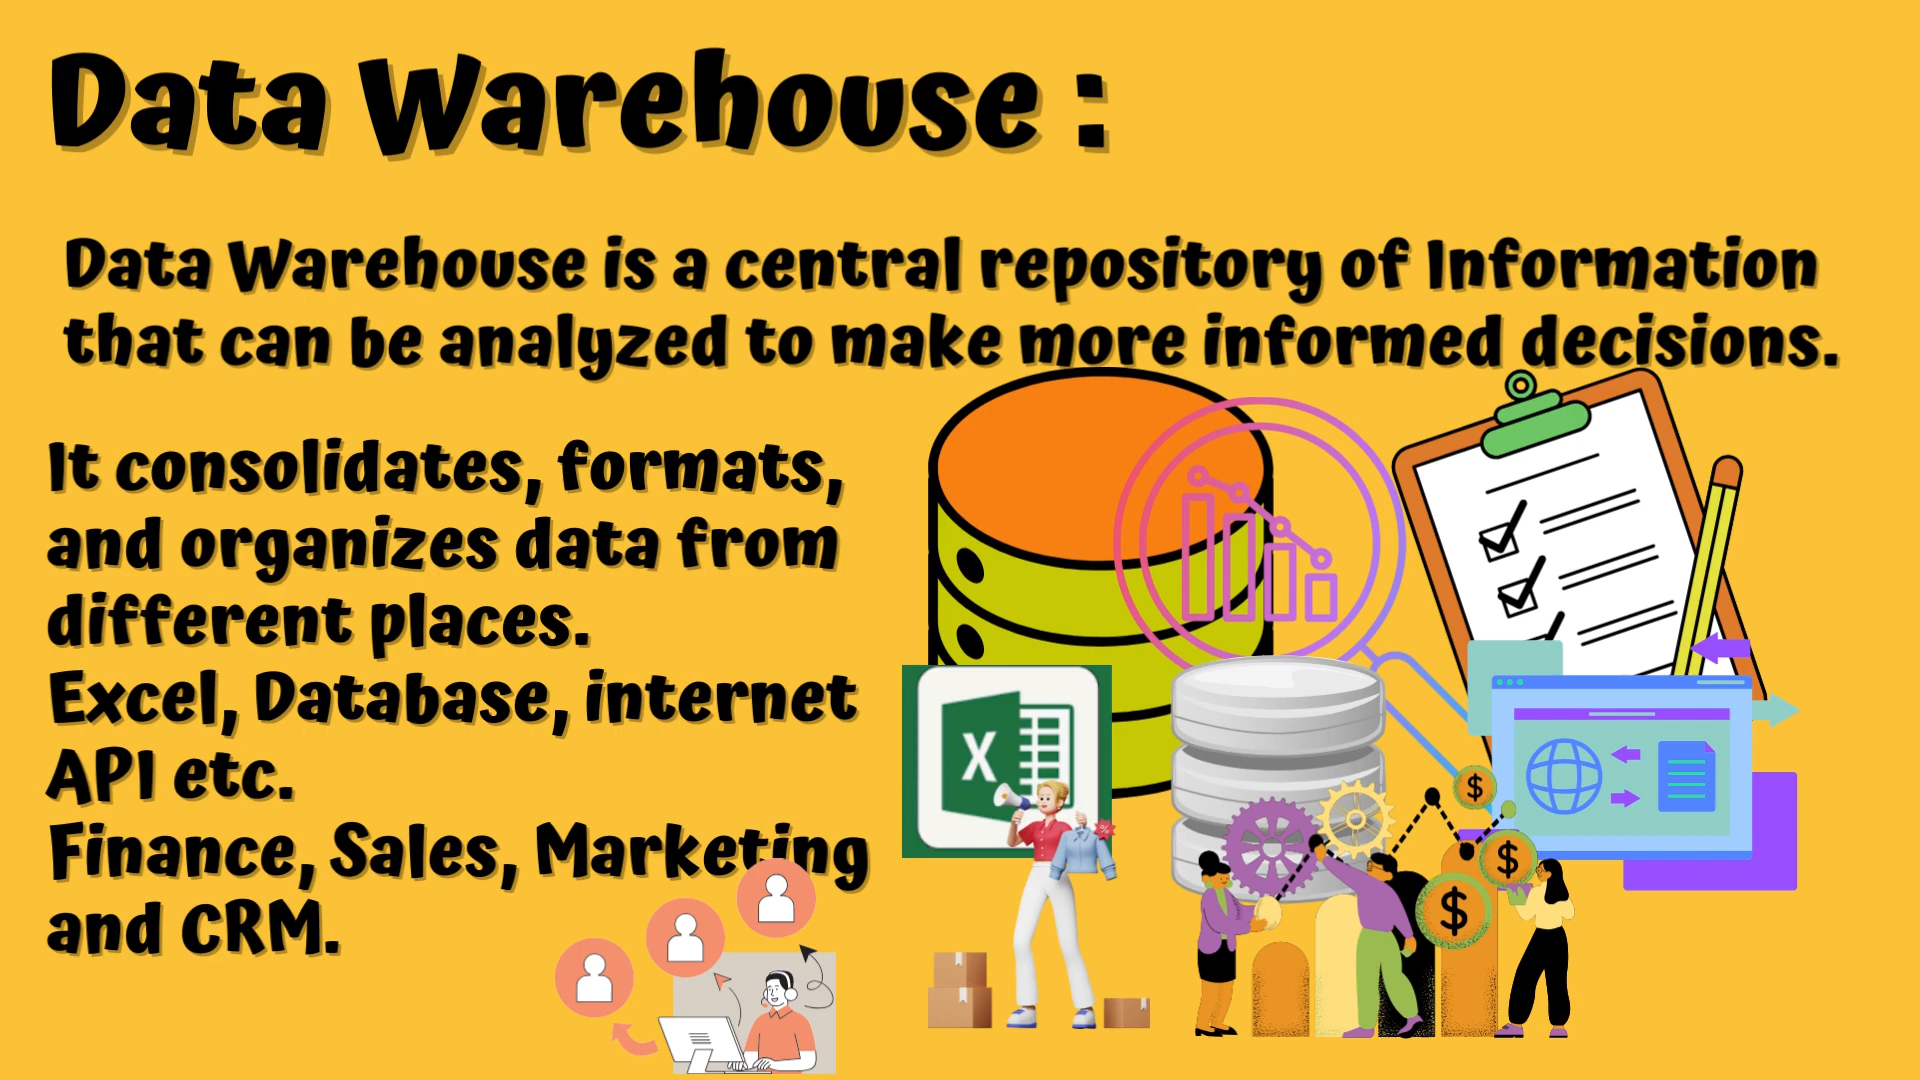 Data Warehouse :
Data Warehouse is a central repository of Information
that can be analyzed to make more informed decisions.
It consolidates, formats,
and organizes data from
different places.
Excel, Database, internet
API etc.
Finance, Sales, Marketing
and CRM.
X
%
$
$
$